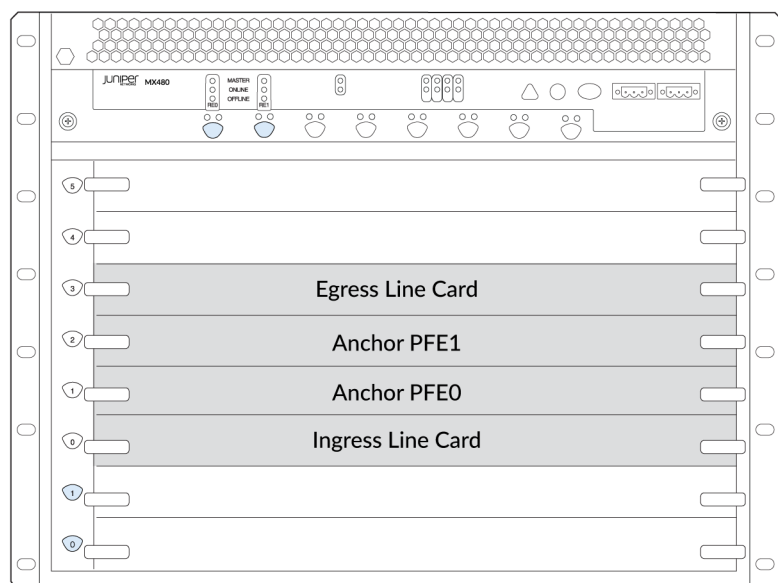 JUNIPER NETWORKS MX480
MASTER
ONLINE
OFFLINE
RE0 RE1
5
4
3 Egress Line Card
2 Anchor PFE1
1 Anchor PFE0
0 Ingress Line Card
1
0